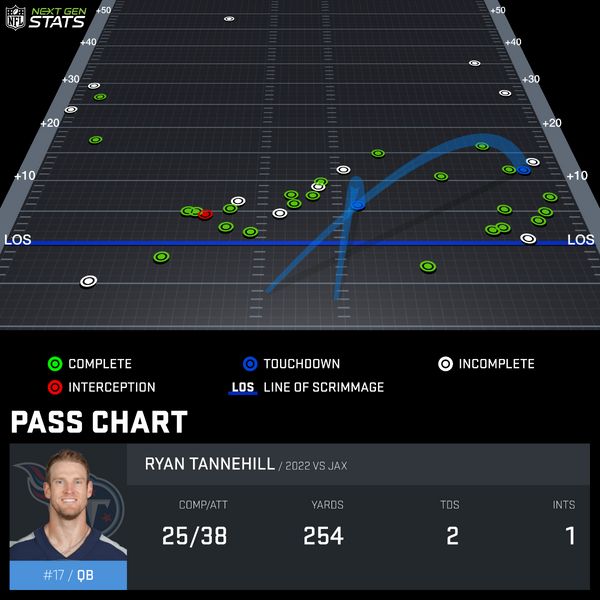 NFL NEXT GEN STATS
+50 +50
+40 +40
+30 +30
+20 +20
+10 +10
LOS LOS
COMPLETE TOUCHDOWN INCOMPLETE
INTERCEPTION LOS LINE OF SCRIMMAGE
PASS CHART
RYAN TANNEHILL / 2022 VS JAX
COMP/ATT YARDS TDS INTS
25/38 254 2 1
#17 / QB